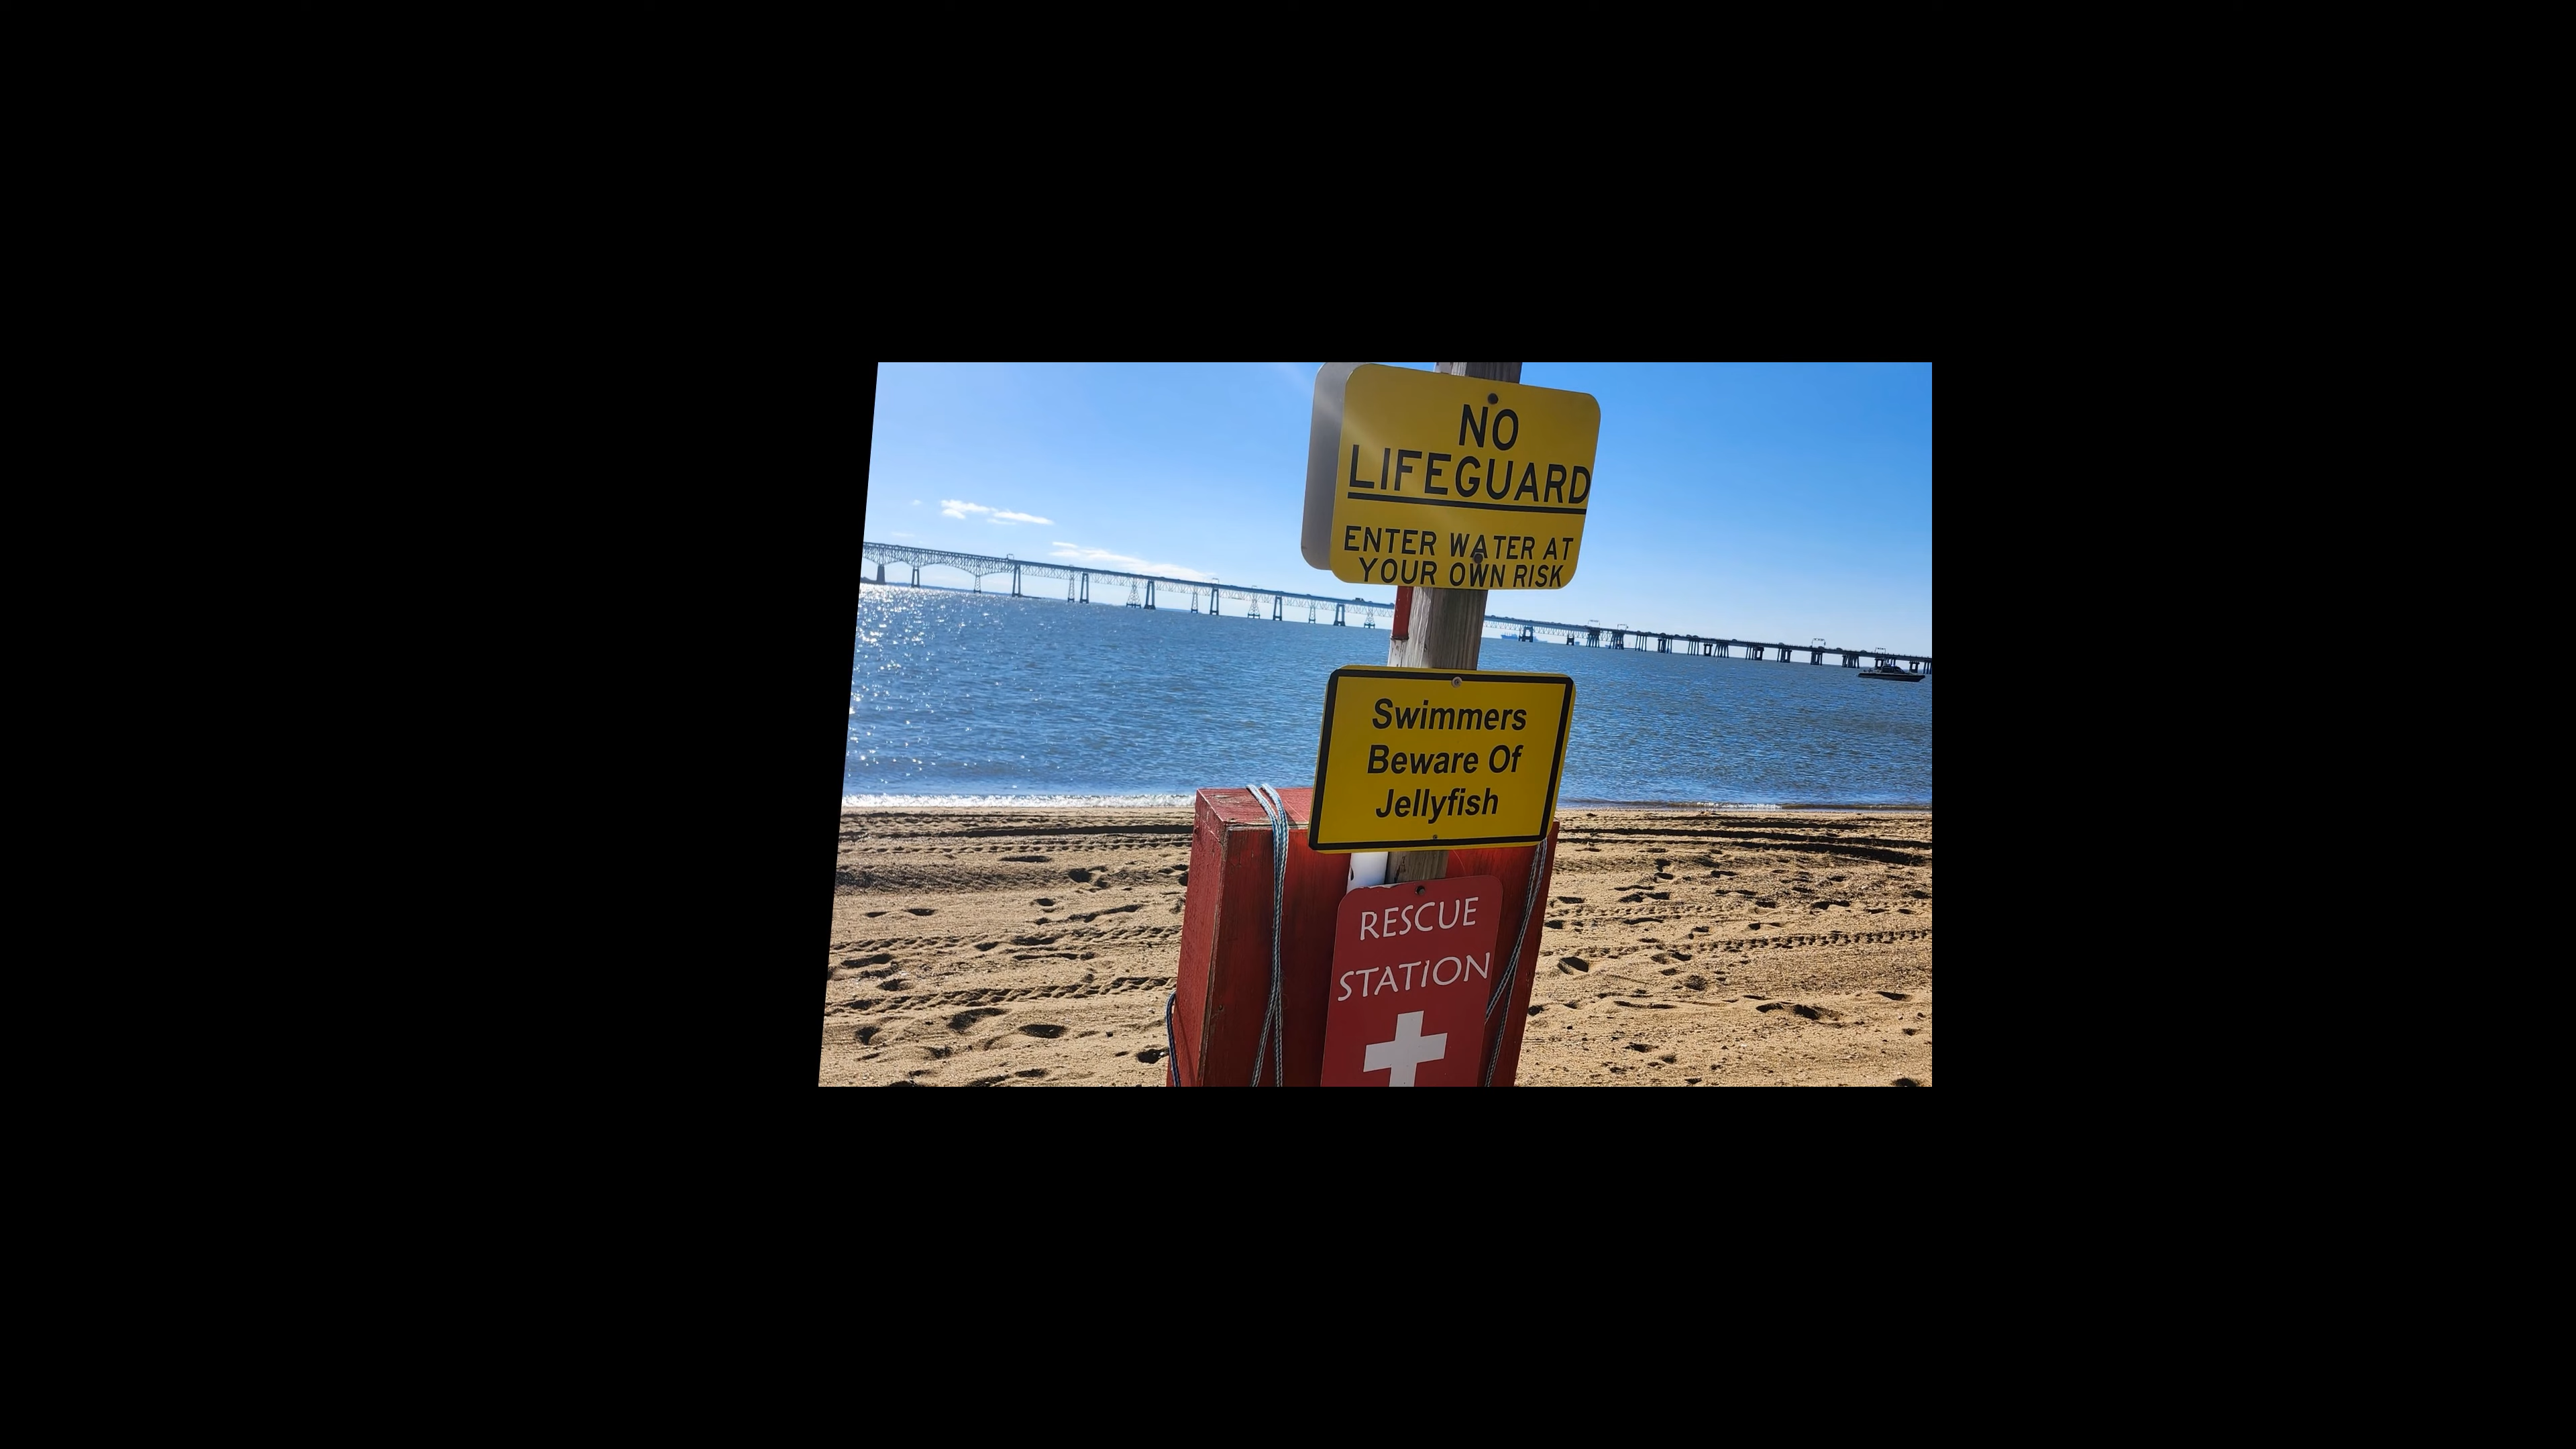 NO
LIFEGUARD
ENTER WATER AT
YOUR OWN RISK
Swimmers
Beware Of
Jellyfish
RESCUE
STATION